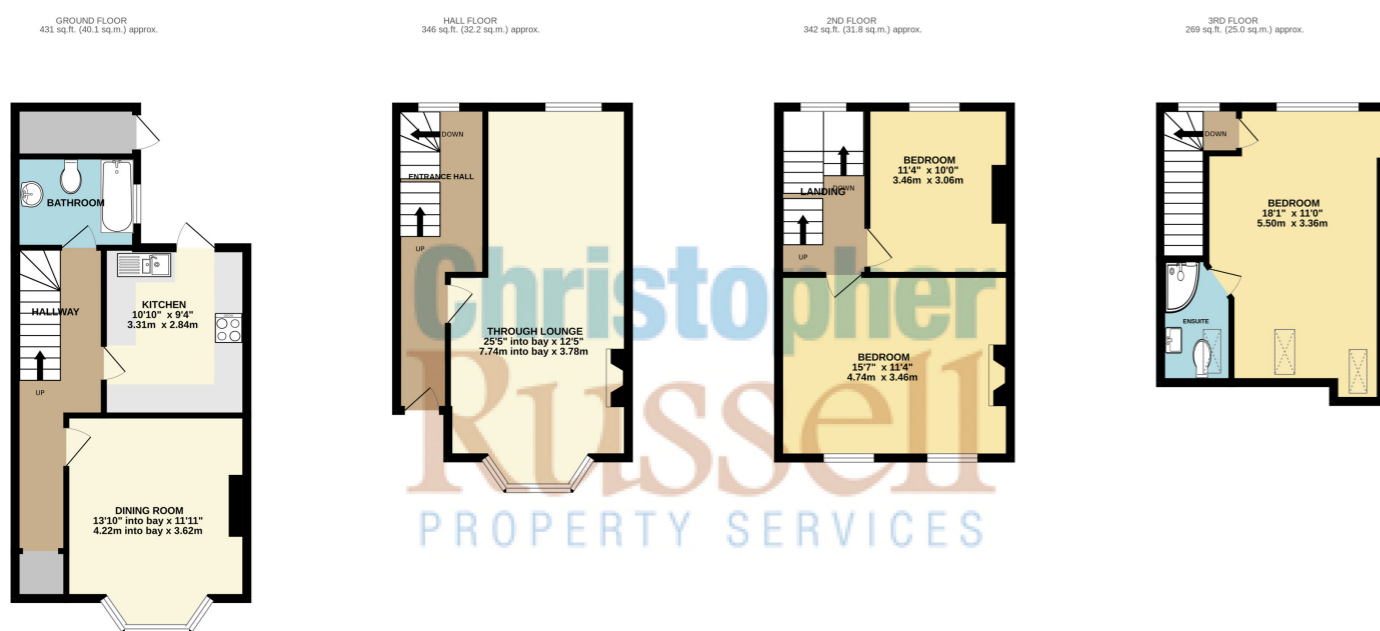 GROUND FLOOR
431 sq.ft. (40.1 sq.m.) approx.
HALL FLOOR
346 sq.ft. (32.2 sq.m.) approx.
2ND FLOOR
342 sq.ft. (31.8 sq.m.) approx.
3RD FLOOR
269 sq.ft. (25.0 sq.m.) approx.
BATHROOM
HALLWAY
KITCHEN
10'10" x 9'4"
3.31m x 2.84m
UP
DINING ROOM
13'10" into bay x 11'11"
4.22m into bay x 3.62m
DOWN
ENTRANCE HALL
UP
THROUGH LOUNGE
25'5" into bay x 12'5"
7.74m into bay x 3.78m
BEDROOM
11'4" x 10'0"
3.46m x 3.06m
DOWN
LANDING
UP
BEDROOM
15'7" x 11'4"
4.74m x 3.46m
DOWN
BEDROOM
18'1" x 11'0"
5.50m x 3.36m
ENSUITE
Christopher
Russell
PROPERTY SERVICES